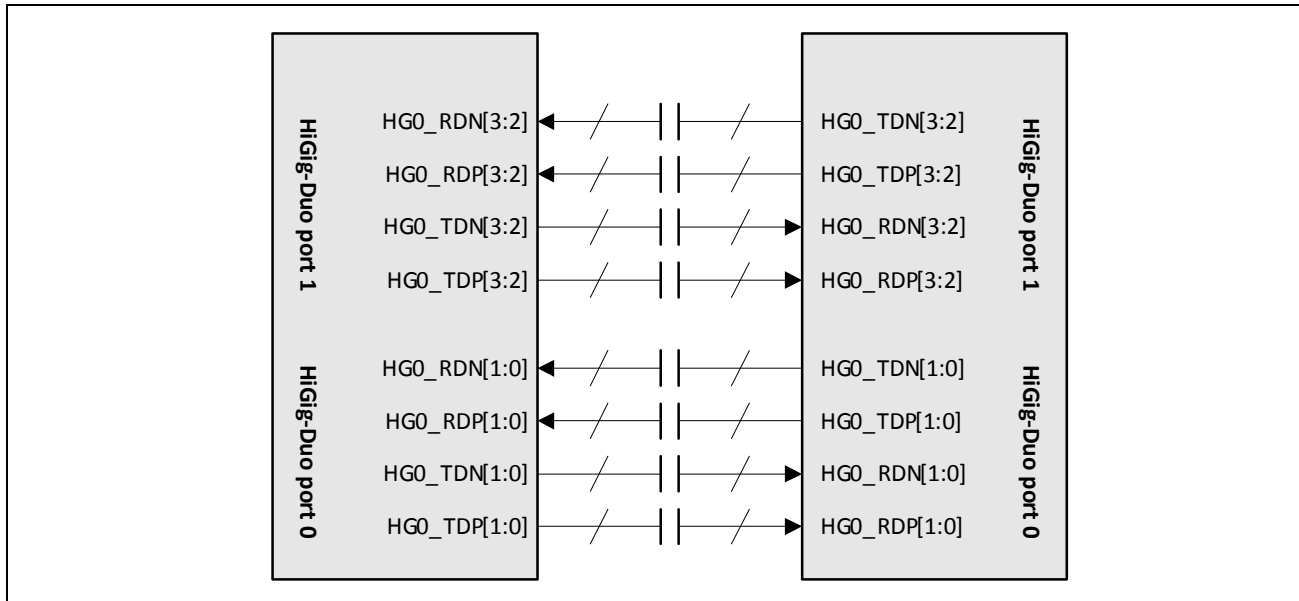 HiGig-Duo port 1
HG0_RDN[3:2]
HG0_RDP[3:2]
HG0_TDN[3:2]
HG0_TDP[3:2]
HiGig-Duo port 0
HG0_RDN[1:0]
HG0_RDP[1:0]
HG0_TDN[1:0]
HG0_TDP[1:0]
HG0_TDN[3:2]
HG0_TDP[3:2]
HG0_RDN[3:2]
HG0_RDP[3:2]
HiGig-Duo port 1
HG0_TDN[1:0]
HG0_TDP[1:0]
HG0_RDN[1:0]
HG0_RDP[1:0]
HiGig-Duo port 0